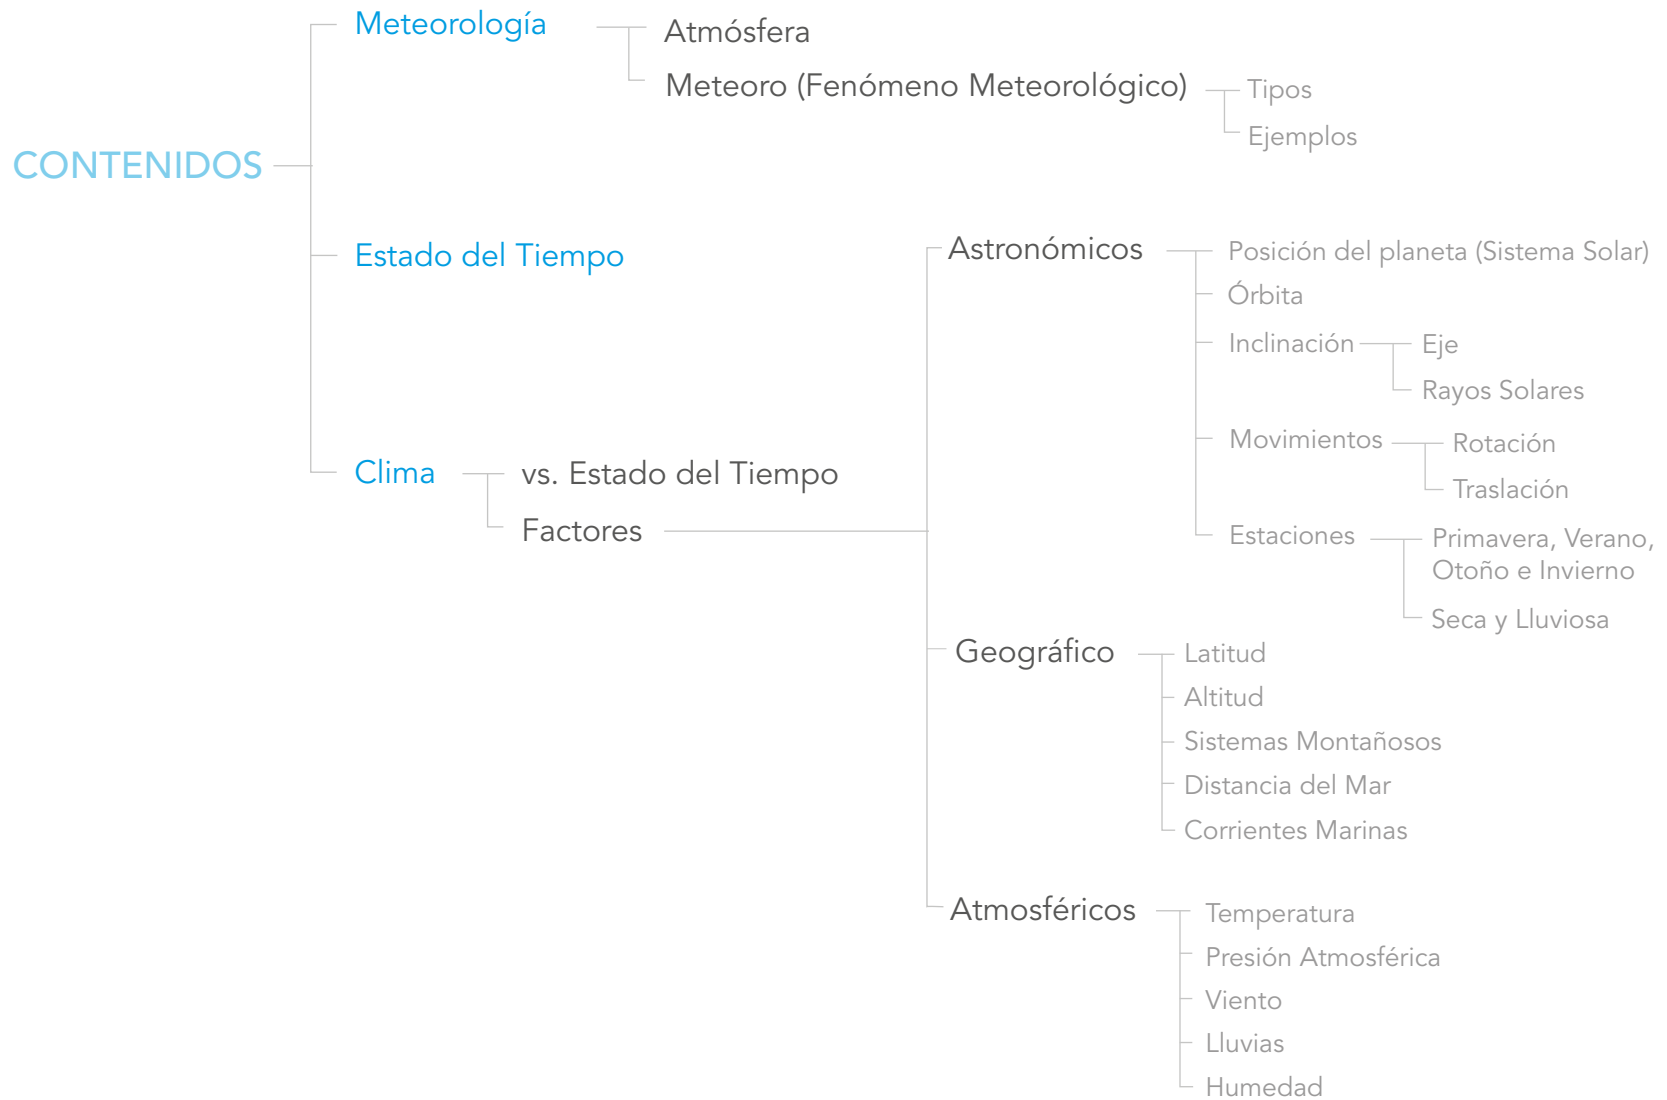 CONTENIDOS
Meteorología
Atmósfera
Meteoro (Fenómeno Meteorológico)
Tipos
Ejemplos
Estado del Tiempo
Clima
vs. Estado del Tiempo
Factores
Astronómicos
Posición del planeta (Sistema Solar)
Órbita
Inclinación
Eje
Rayos Solares
Movimientos
Rotación
Traslación
Estaciones
Primavera, Verano,
Otoño e Invierno
Seca y Lluviosa
Geográfico
Latitud
Altitud
Sistemas Montañosos
Distancia del Mar
Corrientes Marinas
Atmosféricos
Temperatura
Presión Atmosférica
Viento
Lluvias
Humedad